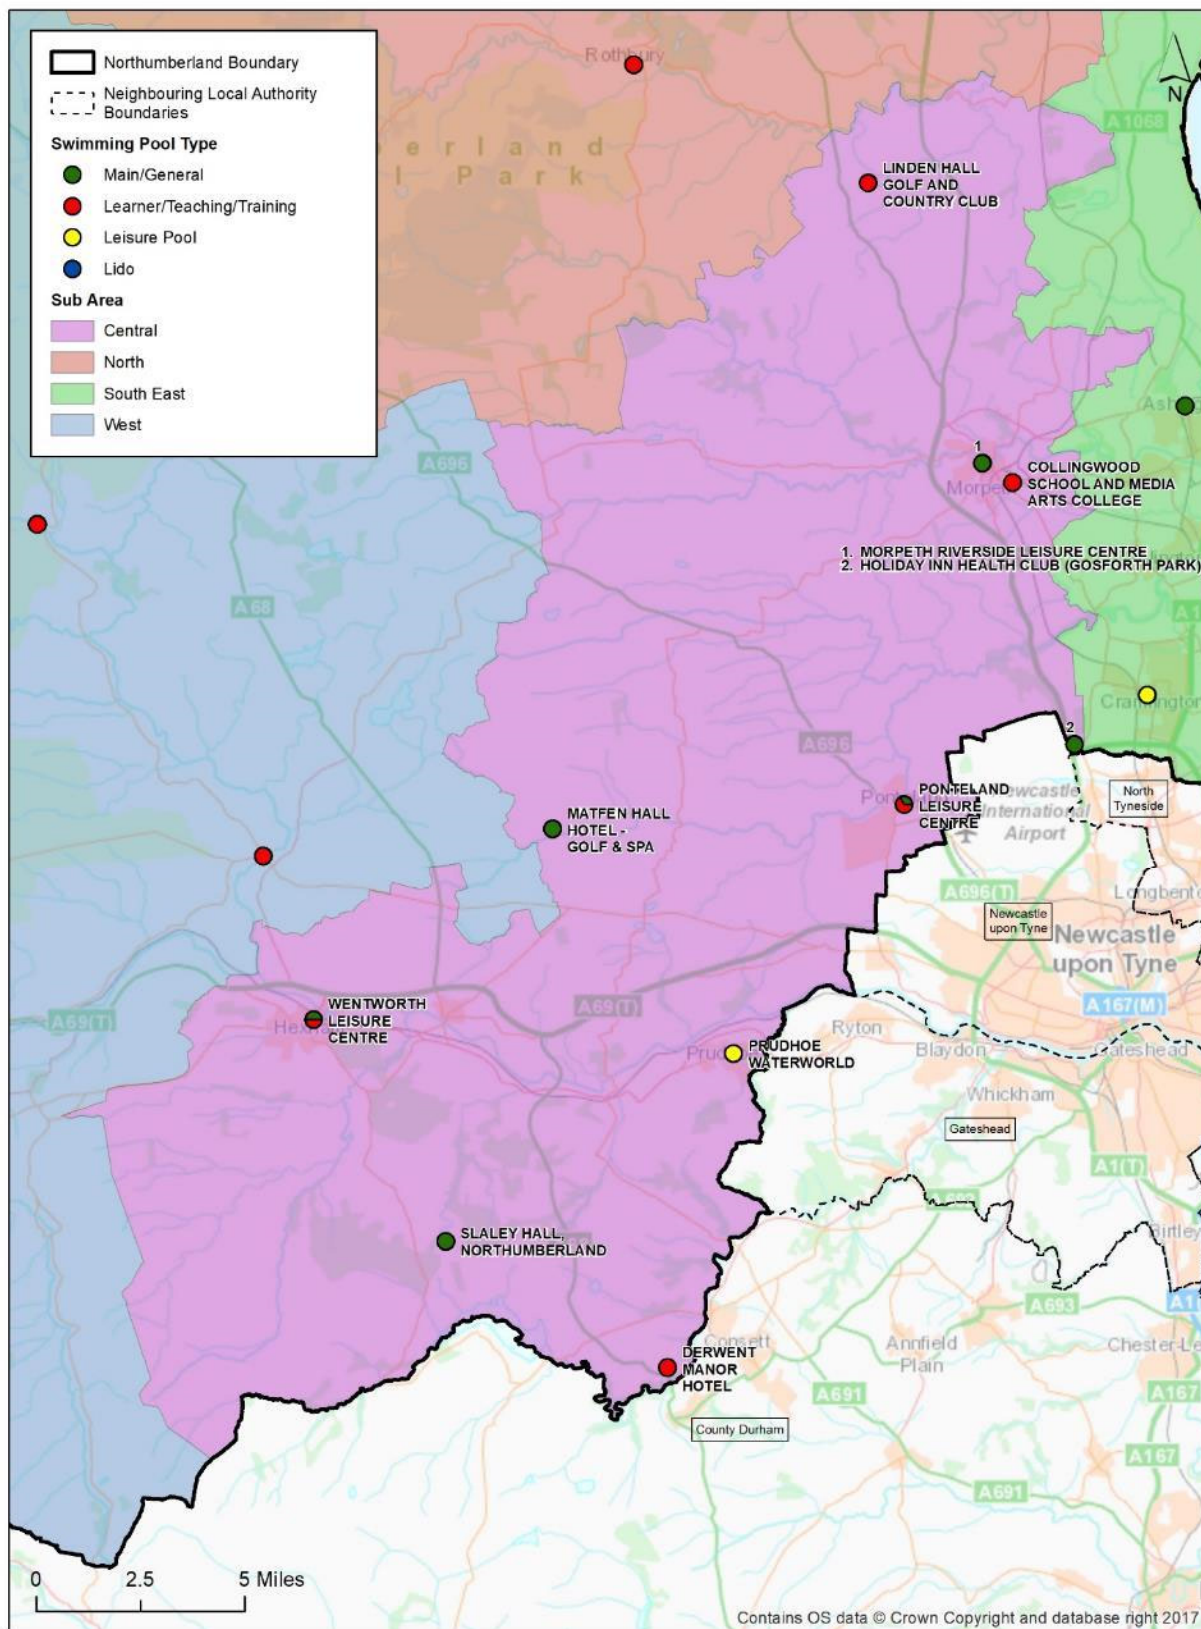 Northumberland Boundary
Neighbouring Local Authority
Boundaries
Swimming Pool Type
Main/General
Learner/Teaching/Training
Leisure Pool
Lido
Sub Area
Central
North
South East
West
Rothbury
N
A1068
LINDEN HALL
GOLF AND
COUNTRY CLUB
A696
1
COLLINGWOOD
SCHOOL AND MEDIA
ARTS COLLEGE
1. MORPETH RIVERSIDE LEISURE CENTRE
2. HOLIDAY INN HEALTH CLUB (GOSFORTH PARK)
A68
Cramlington
2
A696
PONTELAND
LEISURE
CENTRE
Newcastle
International
Airport
North
Tyneside
MATFEN HALL
HOTEL -
GOLF & SPA
A696(T)
Newcastle
upon Tyne
Newcastle
upon Tyne
A69(T)
WENTWORTH
LEISURE
CENTRE
A69(T)
A167(M)
Ryton
Blaydon
Gateshead
PRUDHOE
WATERWORLD
Whickham
Gateshead
A1(T)
SLALEY HALL,
NORTHUMBERLAND
A693
DERWENT
MANOR
HOTEL
Consett
Annfield
Plain
A691
A167
County Durham
A167
A691
0 2.5 5 Miles
Contains OS data © Crown Copyright and database right 2017